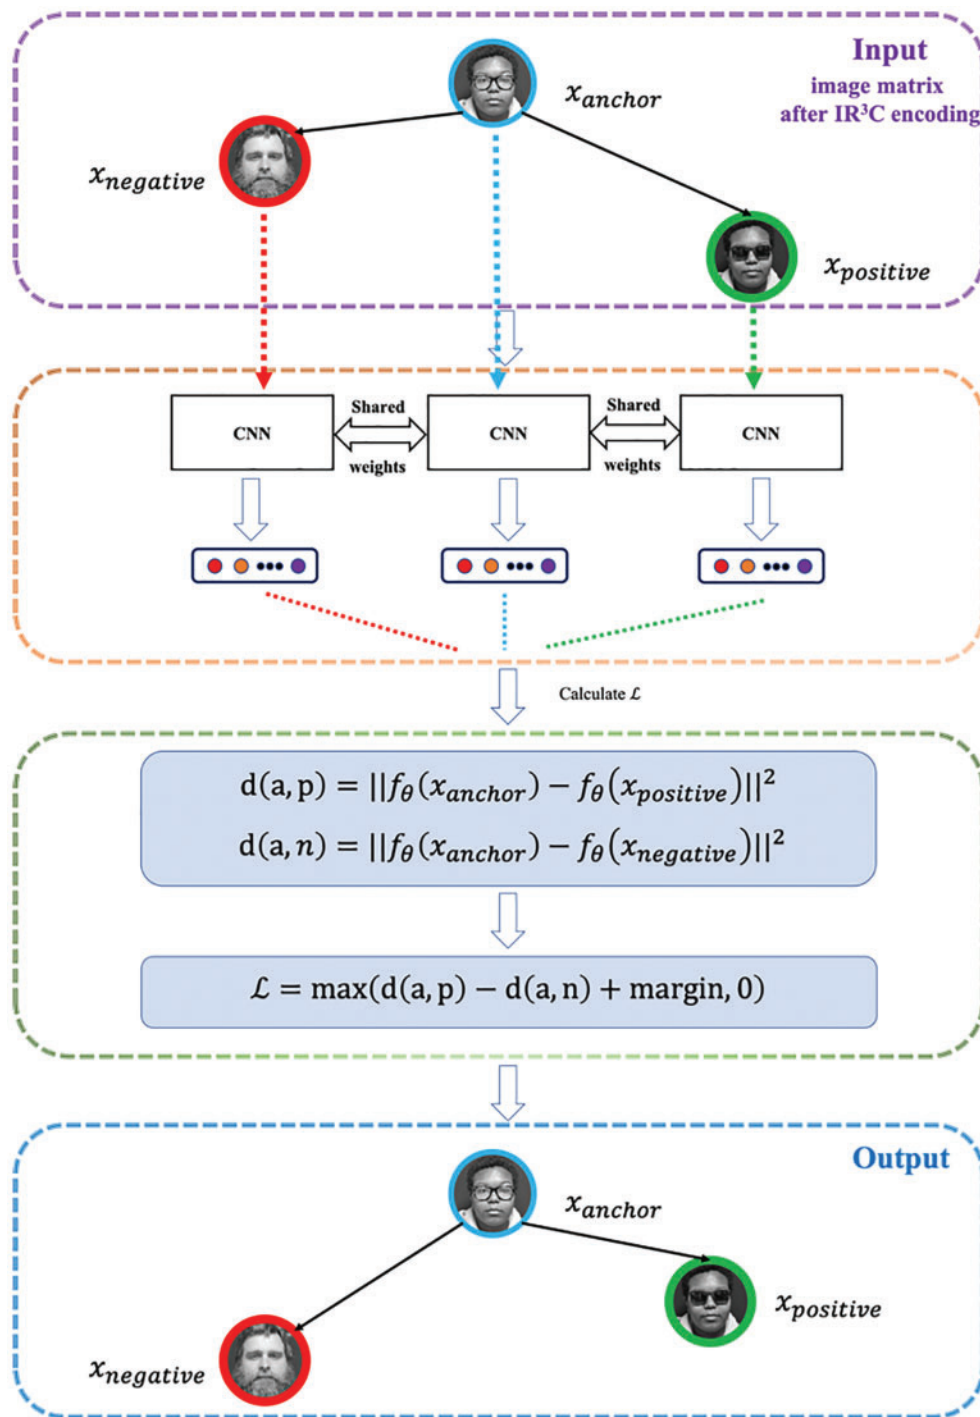 Input
image matrix
after IR³C encoding
x_anchor
x_negative
x_positive
Shared
Shared
CNN
CNN
CNN
weights
weights
Calculate ℒ
d(a, p) = ||f_θ(x_anchor) − f_θ(x_positive)||²
d(a, n) = ||f_θ(x_anchor) − f_θ(x_negative)||²
ℒ = max(d(a, p) − d(a, n) + margin, 0)
Output
x_anchor
x_positive
x_negative